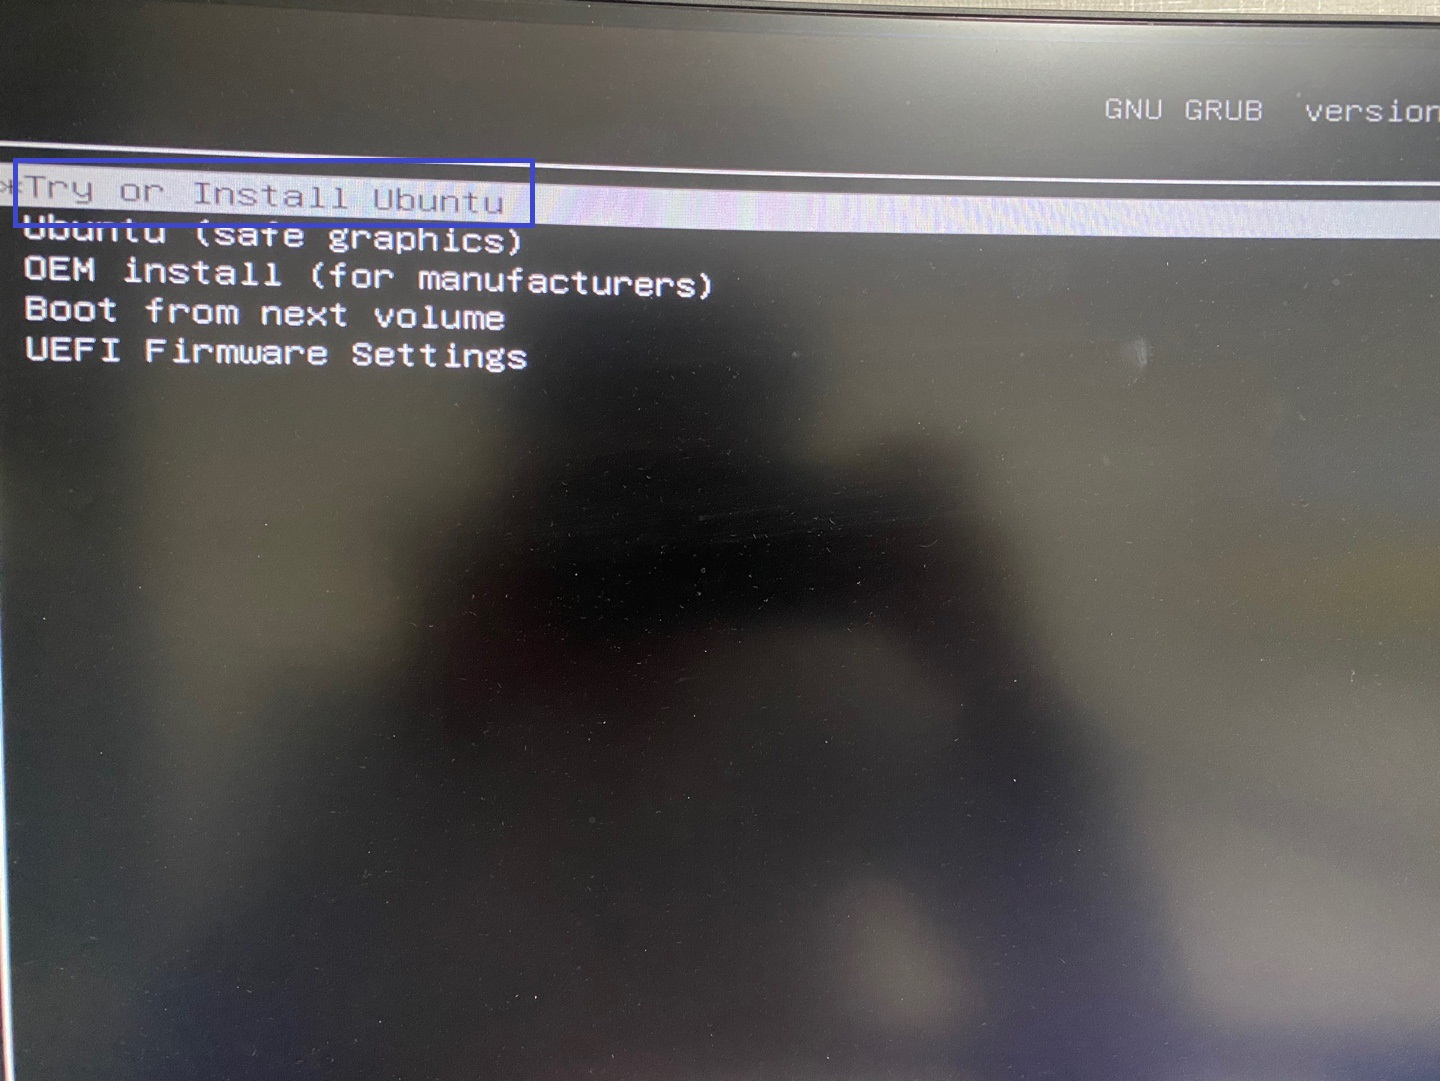 GNU GRUB version
*Try or Install Ubuntu
Ubuntu (safe graphics)
OEM install (for manufacturers)
Boot from next volume
UEFI Firmware Settings